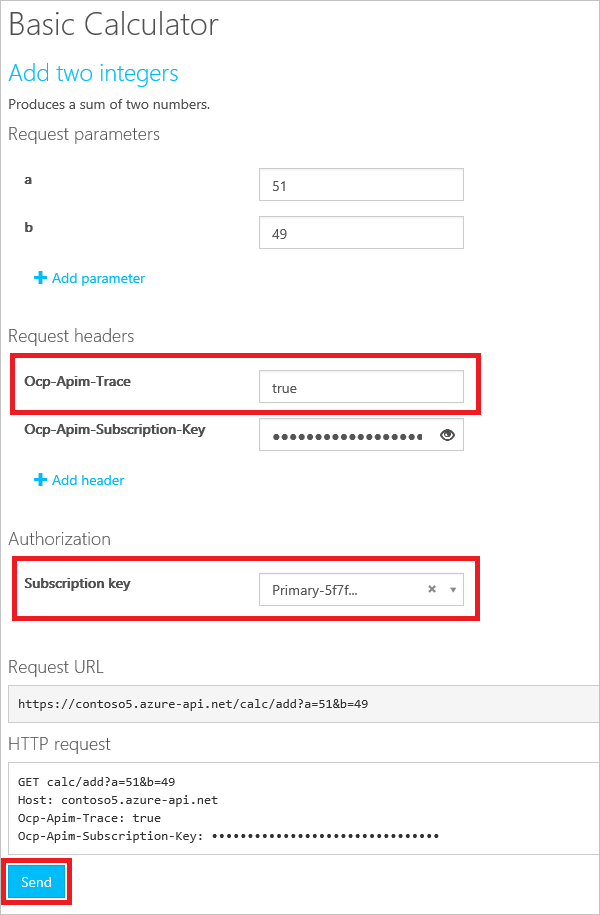 Basic Calculator
Add two integers
Produces a sum of two numbers.
Request parameters
a
51
b
49
Add parameter
Request headers
Ocp-Apim-Trace
true
Ocp-Apim-Subscription-Key
••••••••••••••••••
Add header
Authorization
Subscription key
Primary-5f7f...
Request URL
https://contoso5.azure-api.net/calc/add?a=51&b=49
HTTP request
GET calc/add?a=51&b=49
Host: contoso5.azure-api.net
Ocp-Apim-Trace: true
Ocp-Apim-Subscription-Key: ••••••••••••••••••••••••••••••••
Send